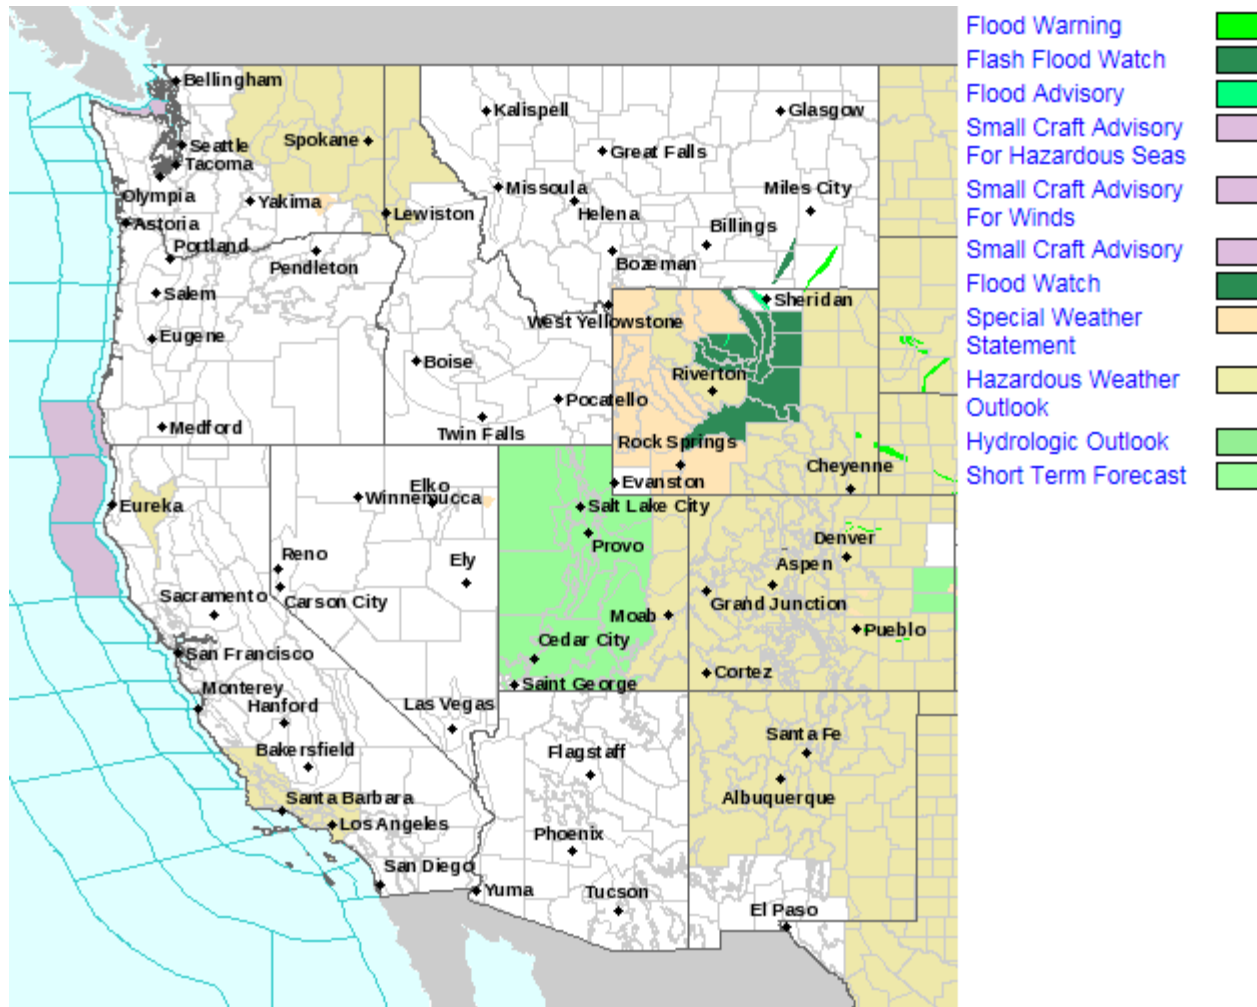 Bellingham
Kalispell
Glasgow
Spokane
Seattle
Great Falls
Tacoma
Missoula
Miles City
Olympia
Yakima
Lewiston
Helena
Astoria
Billings
Portland
Pendleton
Bozeman
Salem
Sheridan
West Yellowstone
Eugene
Boise
Riverton
Pocatello
Medford
Twin Falls
Rock Springs
Cheyenne
Evanston
Elko
Winnemucca
Eureka
Salt Lake City
Denver
Provo
Reno
Ely
Aspen
Sacramento
Carson City
Grand Junction
Moab
Pueblo
Cedar City
San Francisco
Cortez
Monterey
Saint George
Hanford
Las Vegas
Santa Fe
Bakersfield
Flagstaff
Albuquerque
Santa Barbara
Los Angeles
Phoenix
San Diego
Yuma
Tucson
El Paso
Flood Warning
Flash Flood Watch
Flood Advisory
Small Craft Advisory
For Hazardous Seas
Small Craft Advisory
For Winds
Small Craft Advisory
Flood Watch
Special Weather
Statement
Hazardous Weather
Outlook
Hydrologic Outlook
Short Term Forecast